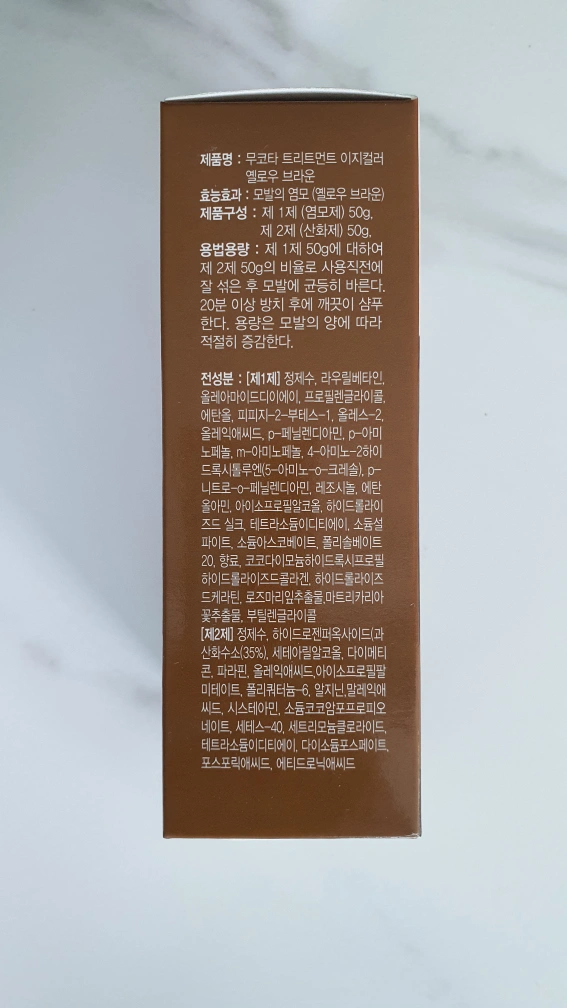 제품명 : 무코타 트리트먼트 이지컬러
옐로우 브라운
효능효과 : 모발의 염모 (옐로우 브라운)
제품구성 : 제 1제 (염모제) 50g,
제 2제 (산화제) 50g,
용법용량 : 제 1제 50g에 대하여
제 2제 50g의 비율로 사용직전에
잘 섞은 후 모발에 균등히 바른다.
20분 이상 방치 후에 깨끗이 샴푸
한다. 용량은 모발의 양에 따라
적절히 증감한다.
전성분 : [제1제] 정제수, 라우릴베타인,
올레아마이드디이에이, 프로필렌글라이콜,
에탄올, 피피지-2-부테스-1, 올레스-2,
올레익애씨드, p-페닐렌디아민, p-아미
노페놀, m-아미노페놀, 4-아미노-2하이
드록시톨루엔(5-아미노-o-크레솔), p-
니트로-o-페닐렌디아민, 레조시놀, 에탄
올아민, 아이소프로필알코올, 하이드롤라이
즈드 실크, 테트라소듐이디티에이, 소듐설
파이트, 소듐아스코베이트, 폴리솔베이트
20, 향료, 코코다이모늄하이드록시프로필
하이드롤라이즈드콜라겐, 하이드롤라이즈
드케라틴, 로즈마리잎추출물,마트리카리아
꽃추출물, 부틸렌글라이콜
[제2제] 정제수, 하이드로젠퍼옥사이드(과
산화수소(35%), 세테아릴알코올, 다이메티
콘, 파라핀, 올레익애씨드,아이소프로필팔
미테이트, 폴리쿼터늄-6, 알지닌,말레익애
씨드, 시스테아민, 소듐코코암포프로피오
네이트, 세테스-40, 세트리모늄클로라이드,
테트라소듐이디티에이, 다이소듐포스페이트,
포스포릭애씨드, 에티드로닉애씨드